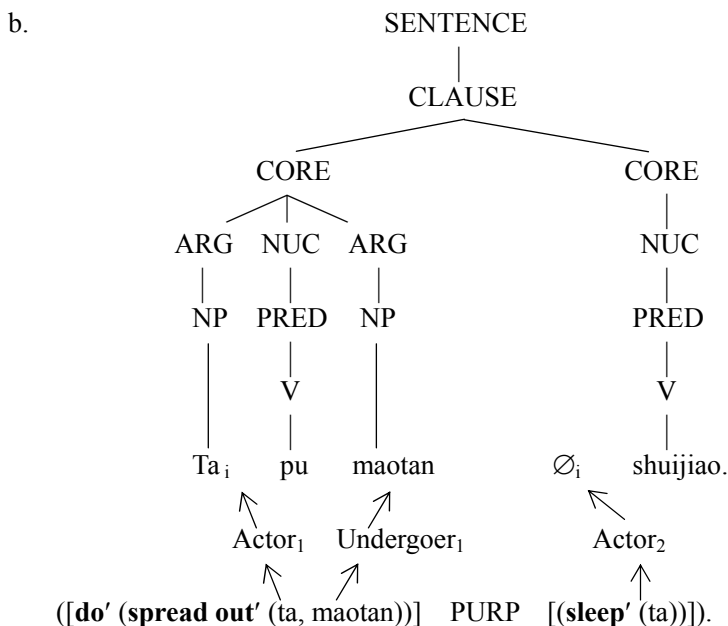 b. SENTENCE
CLAUSE
CORE CORE
ARG NUC ARG NUC
NP PRED NP PRED
V V
Ta i pu maotan ∅i shuijiao.
Actor1 Undergoer1 Actor2
([do′ (spread out′ (ta, maotan))] PURP [(sleep′ (ta))]).